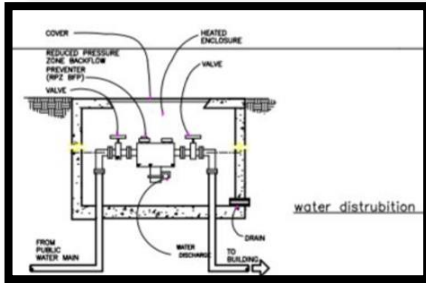 COVER
HEATED
ENCLOSURE
REDUCED PRESSURE
ZONE BACKFLOW
PREVENTER
(RPZ BFP)
VALVE
VALVE
water distrubition
DRAIN
FROM
PUBLIC
WATER MAIN
WATER
DISCHARGE
TO
BUILDING